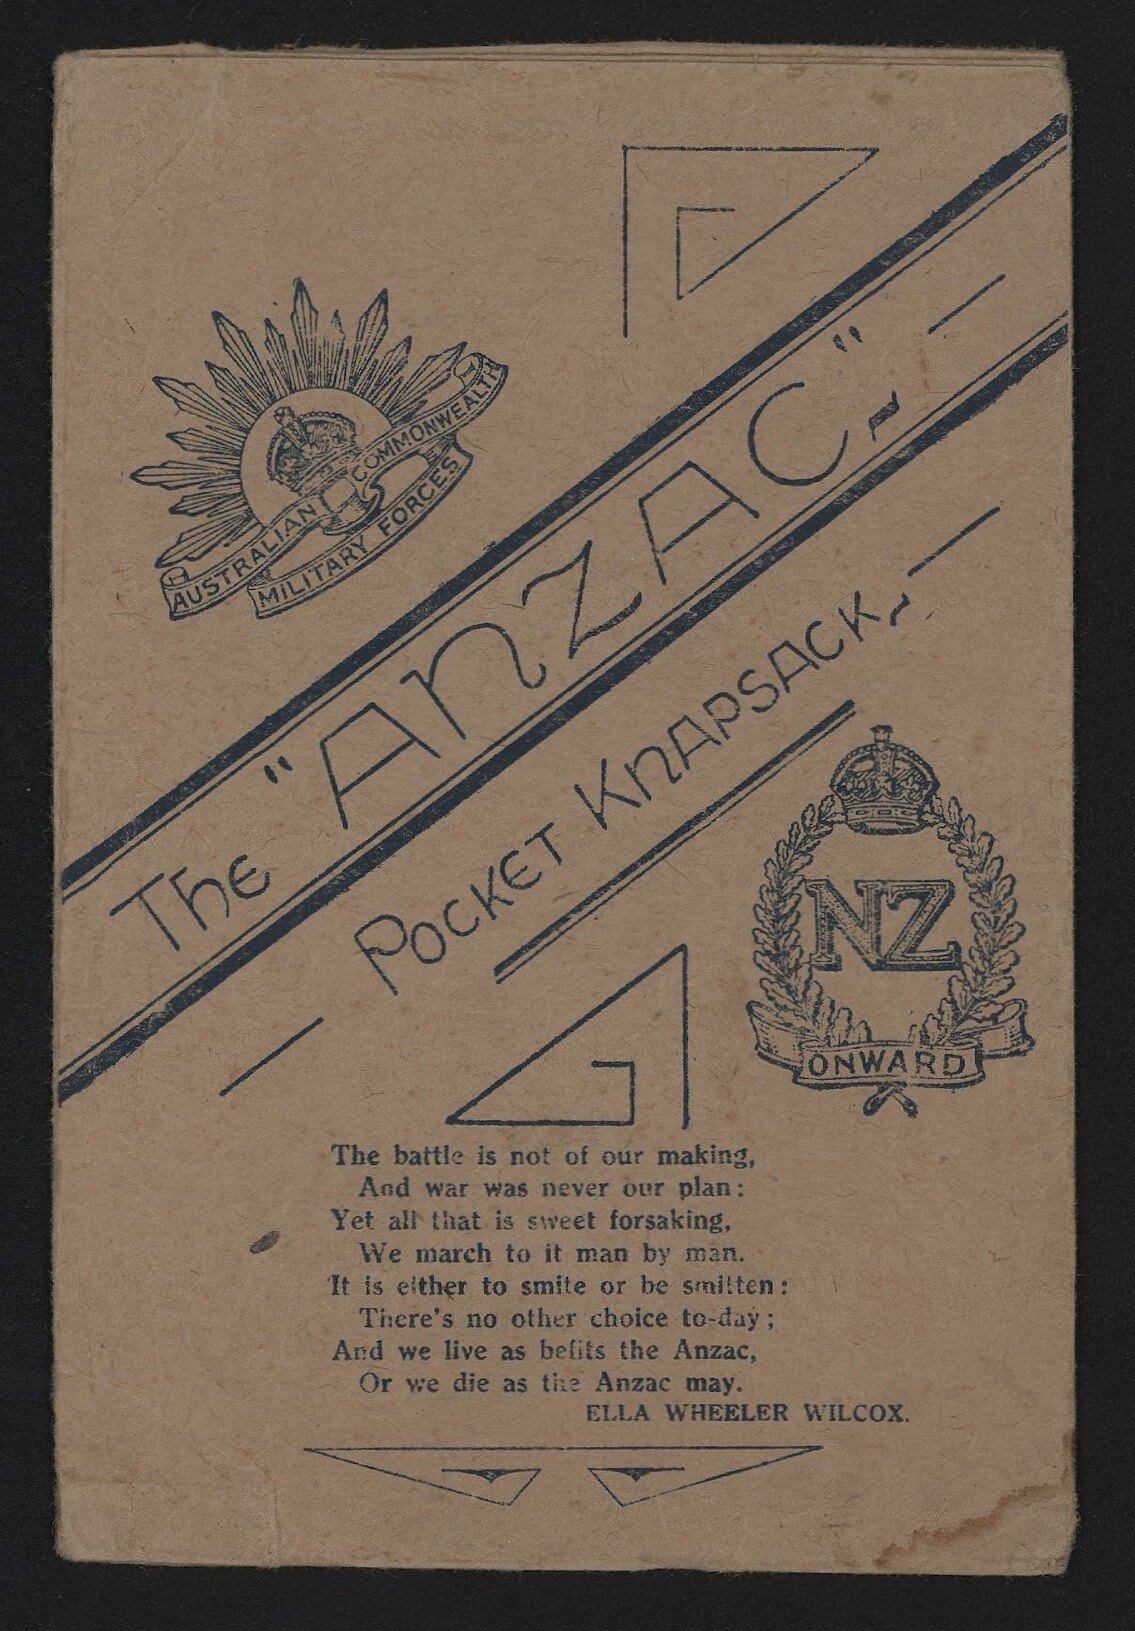 AUSTRALIAN COMMONWEALTH
MILITARY FORCES
The "ANZAC"
POCKET KNAPSACK
NZ
ONWARD
The battle is not of our making,
And war was never our plan:
Yet all that is sweet forsaking,
We march to it man by man.
It is either to smite or be smitten:
There's no other choice to-day;
And we live as befits the Anzac,
Or we die as the Anzac may.
ELLA WHEELER WILCOX.